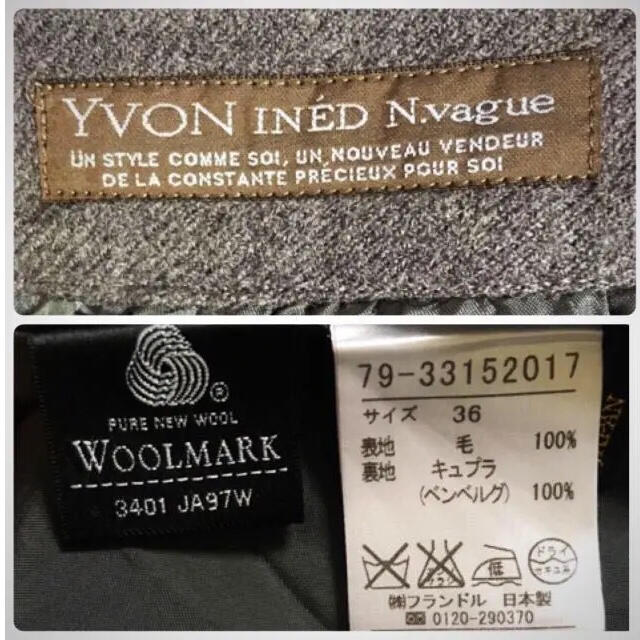 YVON INÉD N.vague
UN STYLE COMME SOI, UN NOUVEAU VENDEUR
DE LA CONSTANTE PRÉCIEUX POUR SOI
PURE NEW WOOL
WOOLMARK
3401 JA97W
79-33152017
サイズ 36
表地 毛 100%
裏地 キュプラ
(ベンベルグ) 100%
低 ドライ
㈱フランドル 日本製
0120-290370